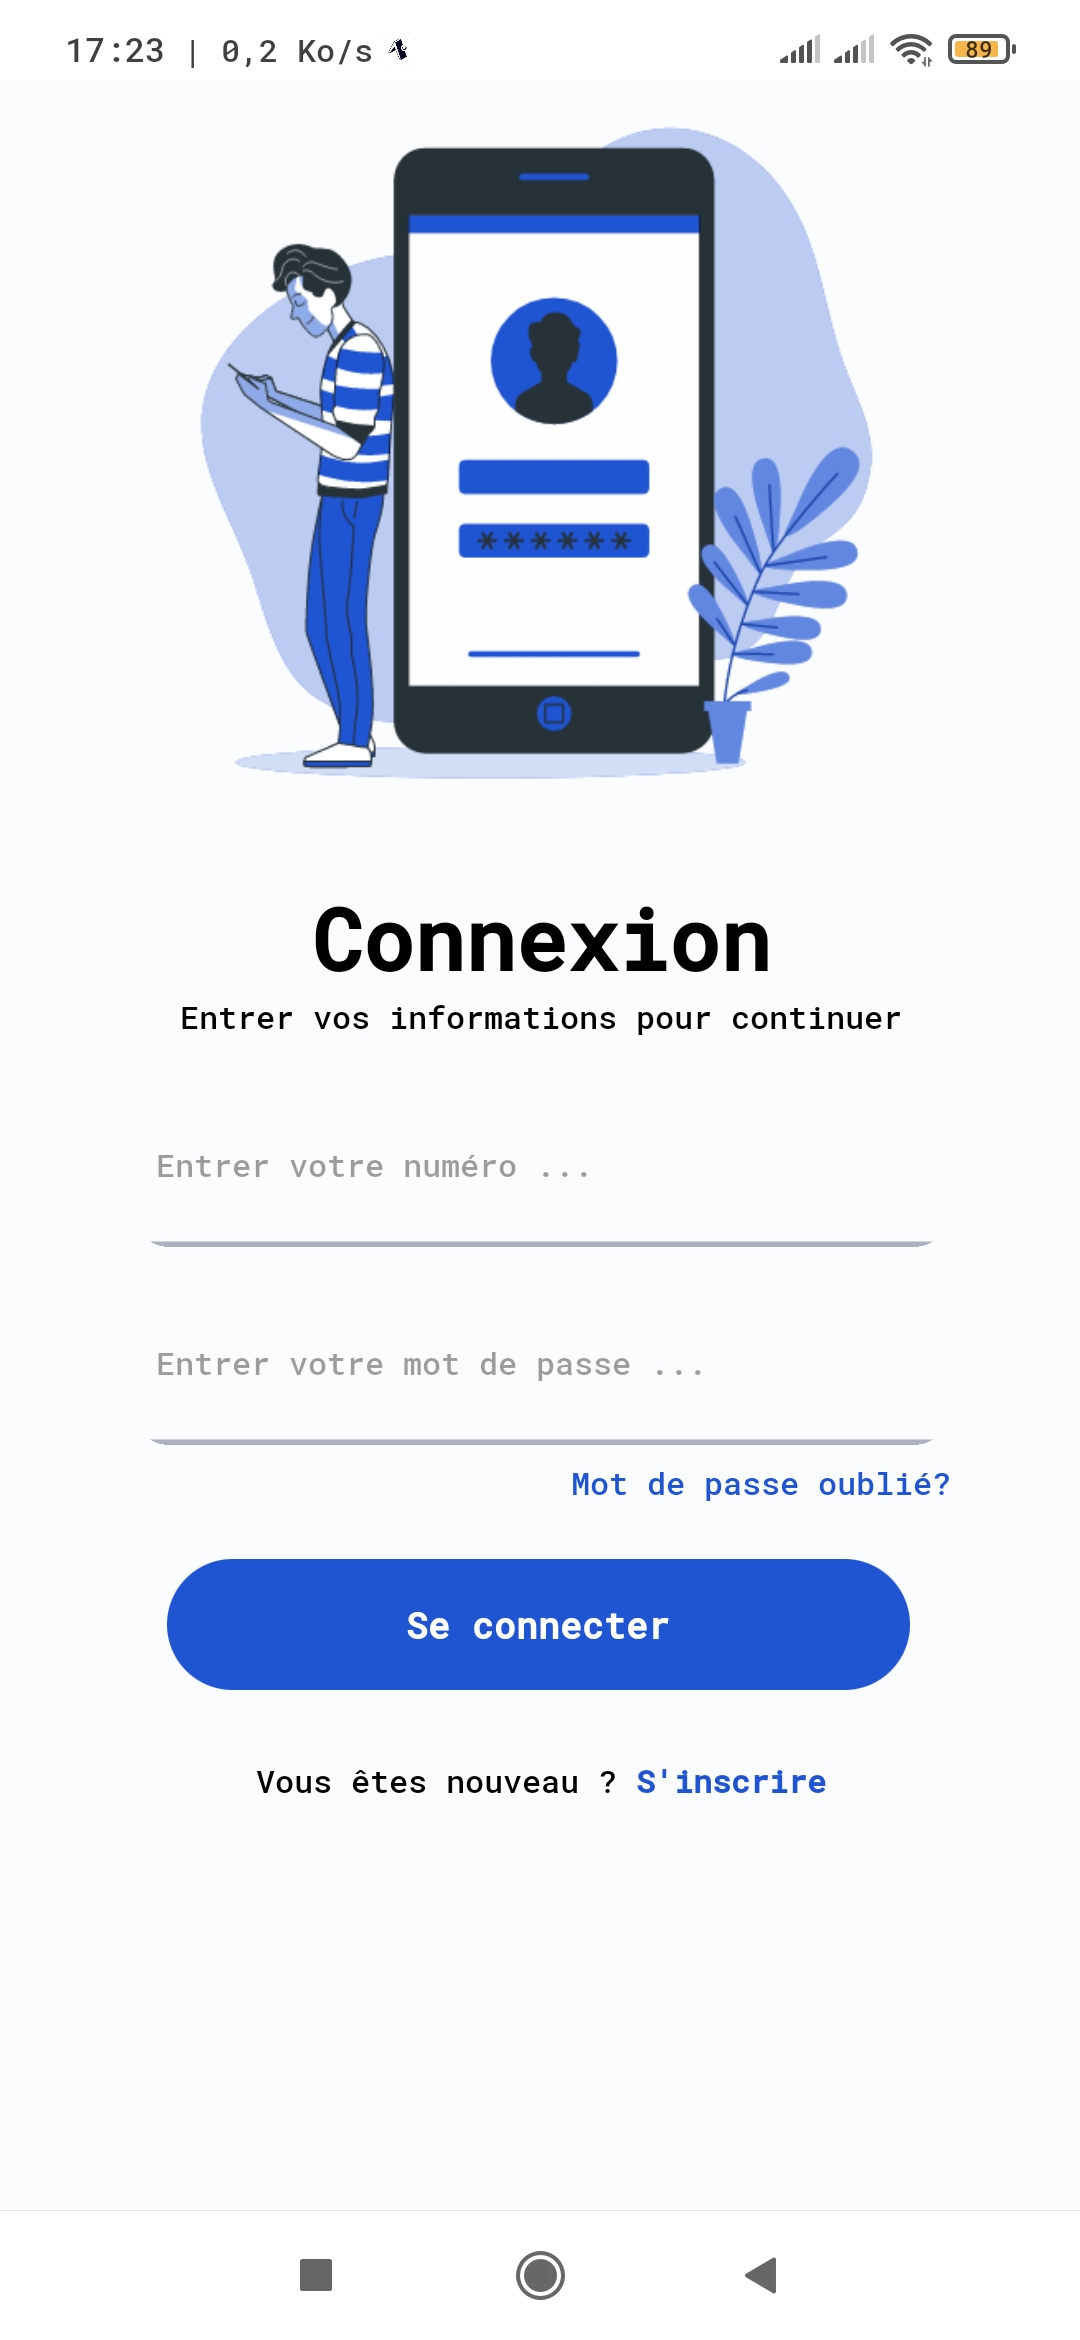 17:23 | 0,2 Ko/s
89
******
Connexion
Entrer vos informations pour continuer
Entrer votre numéro ...
Entrer votre mot de passe ...
Mot de passe oublié?
Se connecter
Vous êtes nouveau ? S'inscrire